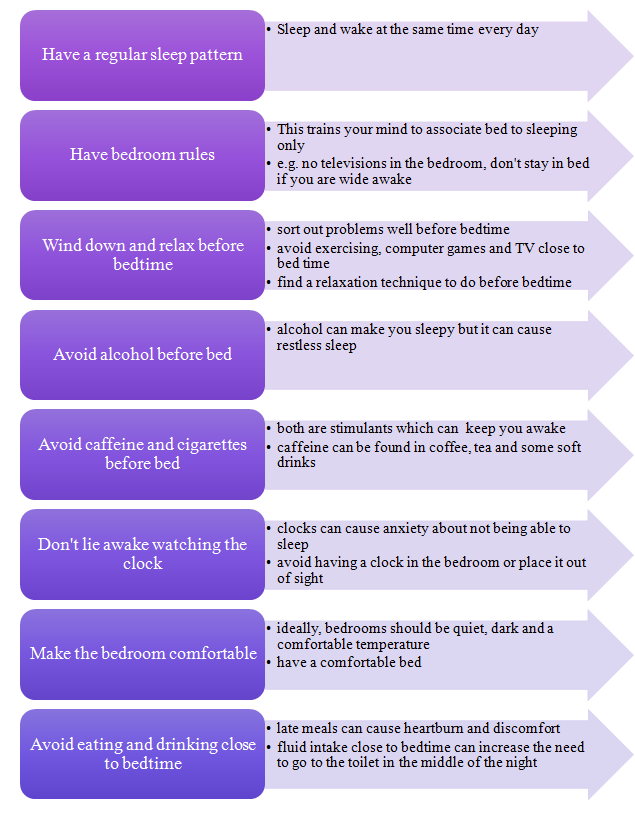 Have a regular sleep pattern
• Sleep and wake at the same time every day
Have bedroom rules
• This trains your mind to associate bed to sleeping
only
• e.g. no televisions in the bedroom, don't stay in bed
if you are wide awake
Wind down and relax before
bedtime
• sort out problems well before bedtime
• avoid exercising, computer games and TV close to
bed time
• find a relaxation technique to do before bedtime
Avoid alcohol before bed
• alcohol can make you sleepy but it can cause
restless sleep
Avoid caffeine and cigarettes
before bed
• both are stimulants which can  keep you awake
• caffeine can be found in coffee, tea and some soft
drinks
Don't lie awake watching the
clock
• clocks can cause anxiety about not being able to
sleep
• avoid having a clock in the bedroom or place it out
of sight
Make the bedroom comfortable
• ideally, bedrooms should be quiet, dark and a
comfortable temperature
• have a comfortable bed
Avoid eating and drinking close
to bedtime
• late meals can cause heartburn and discomfort
• fluid intake close to bedtime can increase the need
to go to the toilet in the middle of the night